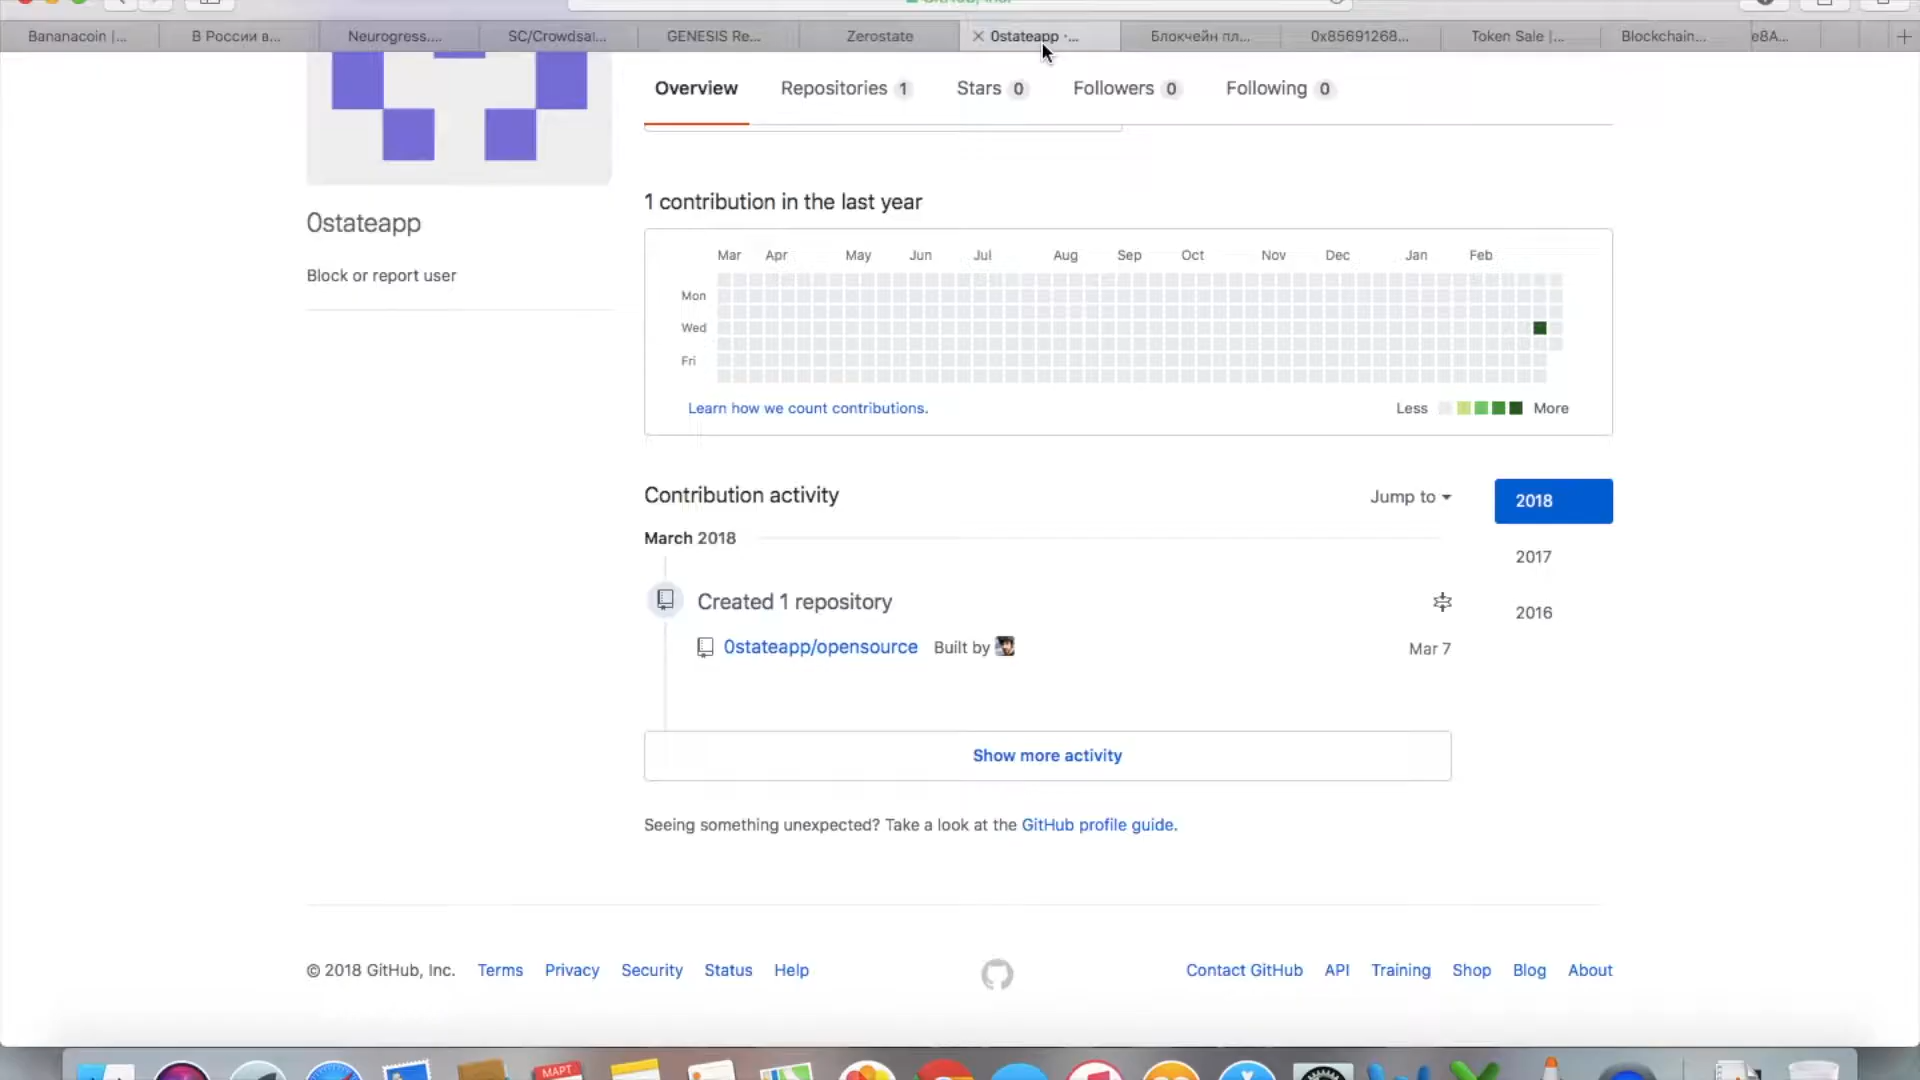 Bananacoin |...
В России в...
Neurogress....
SC/Crowdsal...
GENESIS Re...
Zerostate
0stateapp ·...
Блокчейн пл...
0x85691268...
Token Sale |...
Blockchain...
e8A...
Overview
Repositories 1
Stars 0
Followers 0
Following 0
0stateapp
Block or report user
1 contribution in the last year
Mar Apr May Jun Jul Aug Sep Oct Nov Dec Jan Feb
Mon
Wed
Fri
Learn how we count contributions.
Less More
Contribution activity
Jump to
2018
2017
2016
March 2018
Created 1 repository
0stateapp/opensource Built by
Mar 7
Show more activity
Seeing something unexpected? Take a look at the GitHub profile guide.
© 2018 GitHub, Inc. Terms Privacy Security Status Help
Contact GitHub API Training Shop Blog About
МАРТ